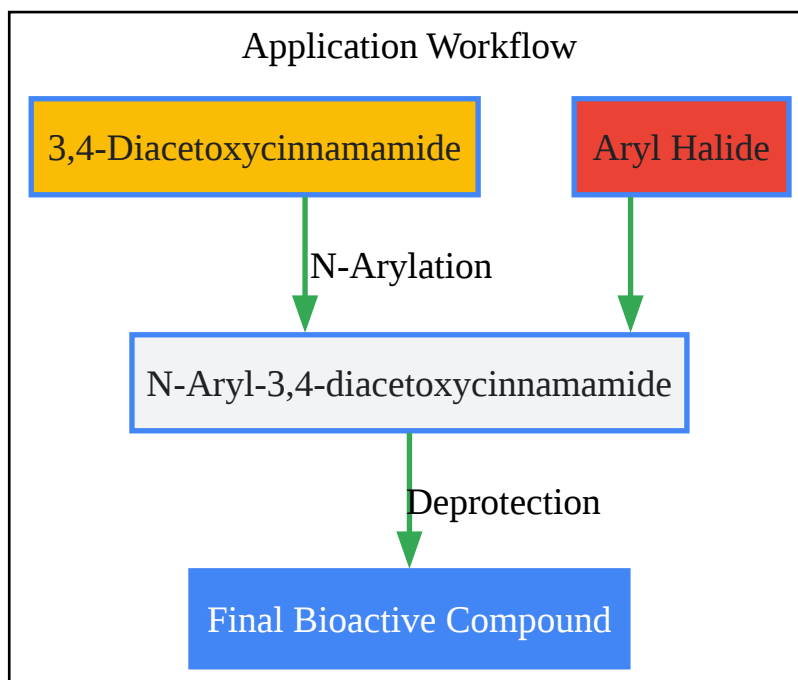 Application Workflow
3,4-Diacetoxycinnamamide
Aryl Halide
N-Arylation
N-Aryl-3,4-diacetoxycinnamamide
Deprotection
Final Bioactive Compound